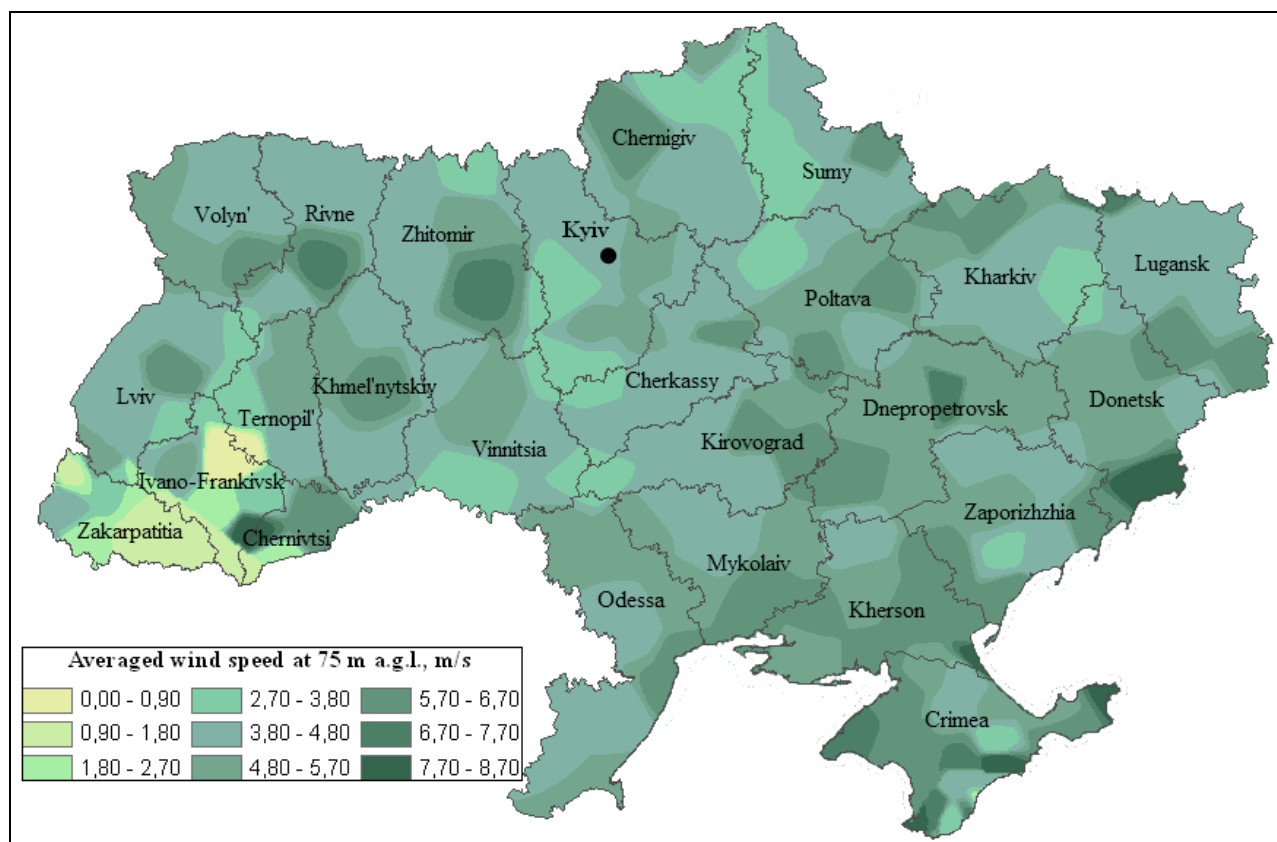 Chernigiv
Sumy
Volyn'
Rivne
Zhitomir
Kyiv
Kharkiv
Lugansk
Poltava
Lviv
Khmel'nytskiy
Cherkassy
Ternopil'
Dnepropetrovsk
Donetsk
Vinnitsia
Kirovograd
Ivano-Frankivsk
Zakarpatitia
Chernivtsi
Zaporizhzhia
Mykolaiv
Odessa
Kherson
Crimea
Averaged wind speed at 75 m a.g.l., m/s
0,00 - 0,90 2,70 - 3,80 5,70 - 6,70
0,90 - 1,80 3,80 - 4,80 6,70 - 7,70
1,80 - 2,70 4,80 - 5,70 7,70 - 8,70